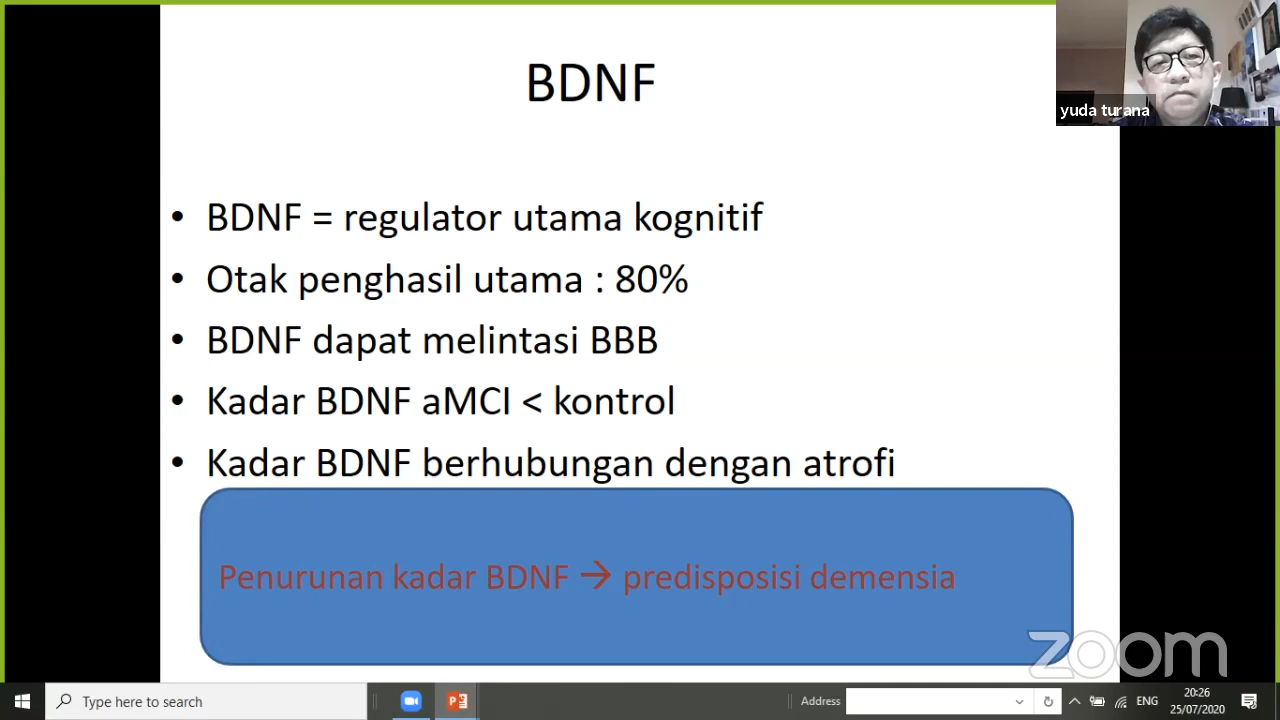 BDNF
yuda turana
• BDNF = regulator utama kognitif
• Otak penghasil utama : 80%
• BDNF dapat melintasi BBB
• Kadar BDNF aMCI < kontrol
• Kadar BDNF berhubungan dengan atrofi
Penurunan kadar BDNF → predisposisi demensia
zoom
Type here to search
Address
ENG
20:26
25/07/2020